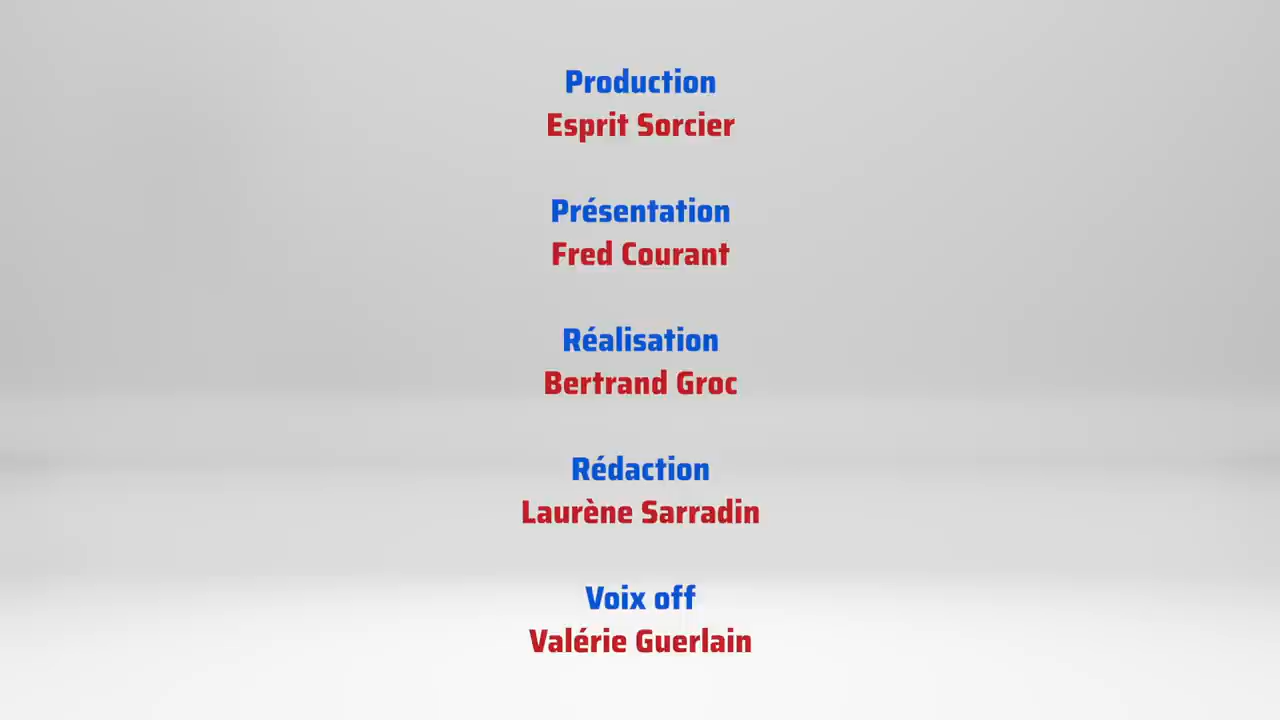 Production
Esprit Sorcier
Présentation
Fred Courant
Réalisation
Bertrand Groc
Rédaction
Laurène Sarradin
Voix off
Valérie Guerlain